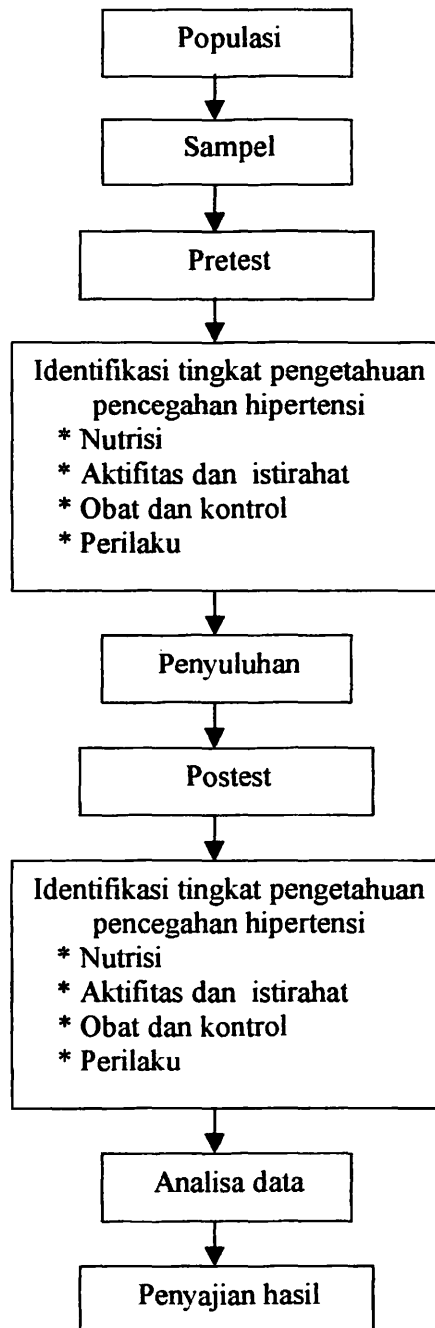 Populasi
Sampel
Pretest
Identifikasi tingkat pengetahuan
pencegahan hipertensi
* Nutrisi
* Aktifitas dan istirahat
* Obat dan kontrol
* Perilaku
Penyuluhan
Postest
Identifikasi tingkat pengetahuan
pencegahan hipertensi
* Nutrisi
* Aktifitas dan istirahat
* Obat dan kontrol
* Perilaku
Analisa data
Penyajian hasil